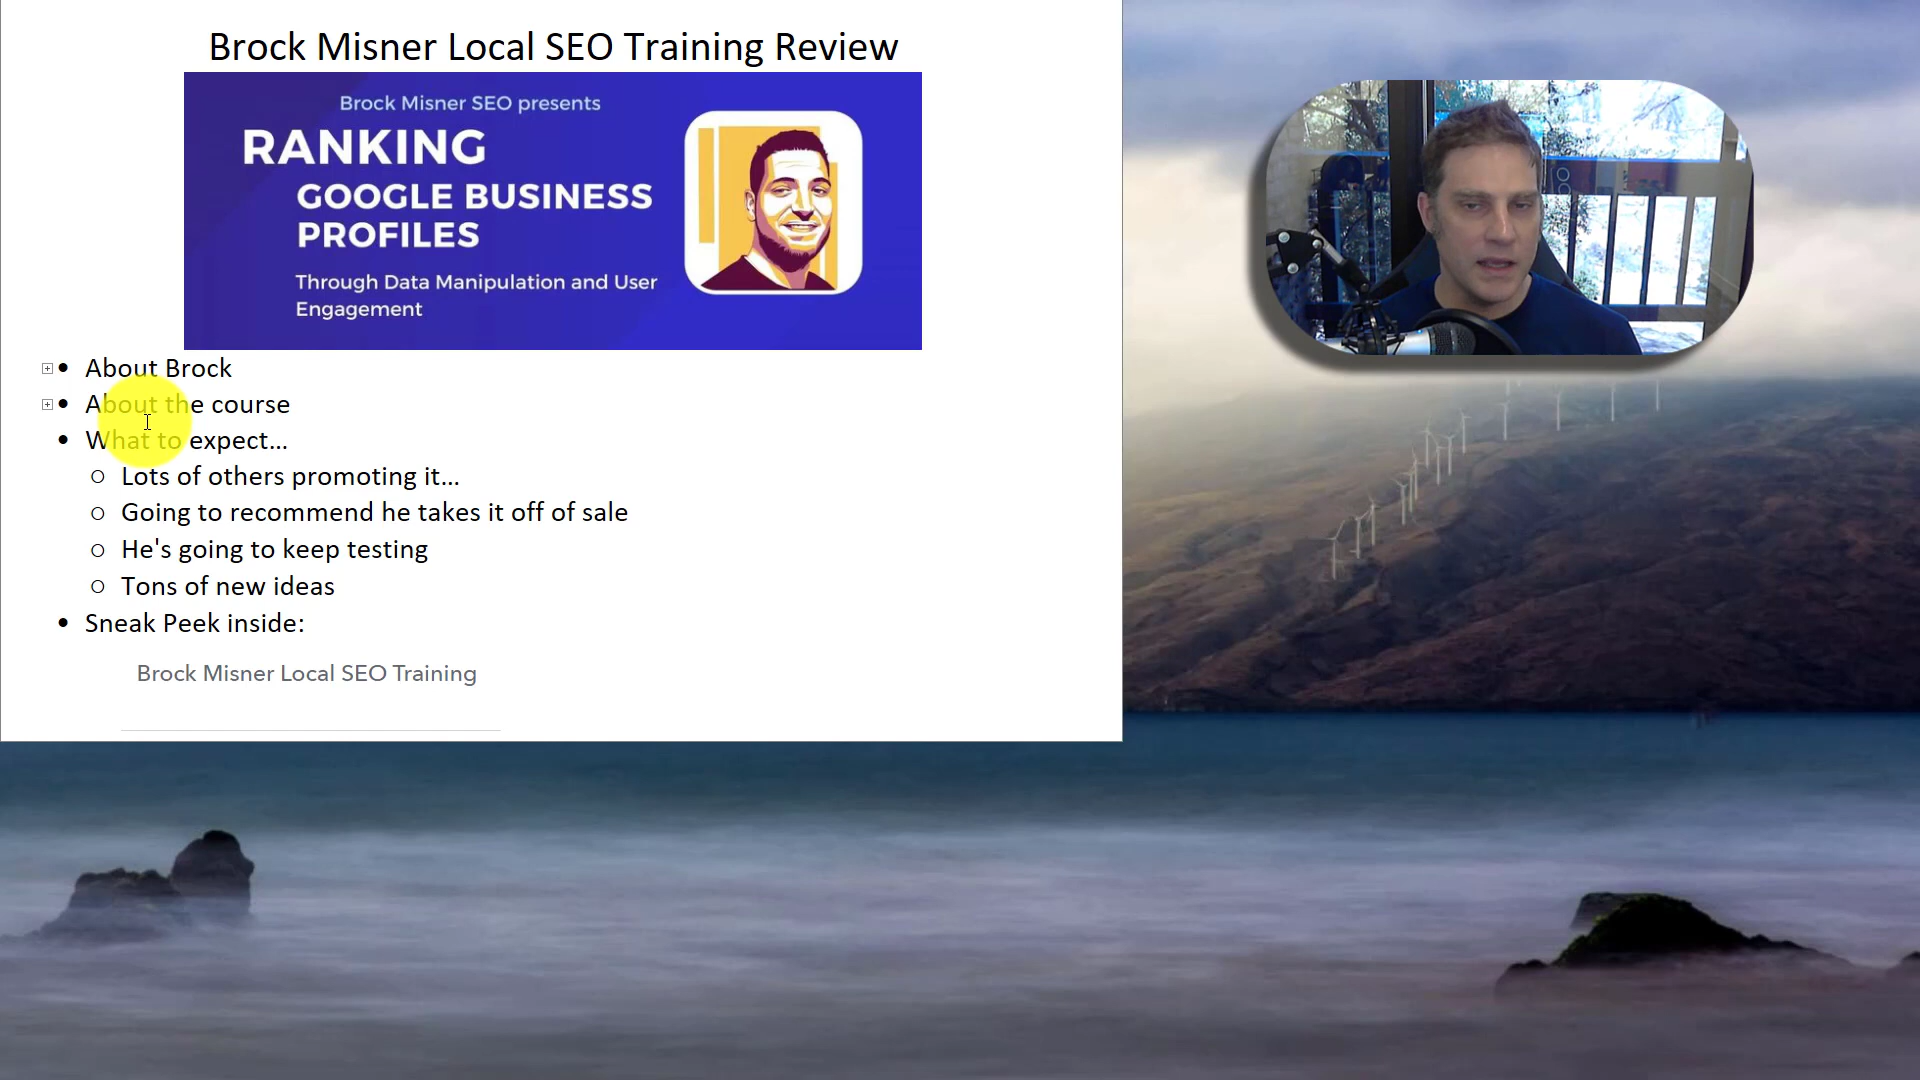 Brock Misner Local SEO Training Review
Brock Misner SEO presents
RANKING
GOOGLE BUSINESS
PROFILES
Through Data Manipulation and User
Engagement
• About Brock
• About the course
• What to expect...
○ Lots of others promoting it...
○ Going to recommend he takes it off of sale
○ He's going to keep testing
○ Tons of new ideas
• Sneak Peek inside:
Brock Misner Local SEO Training